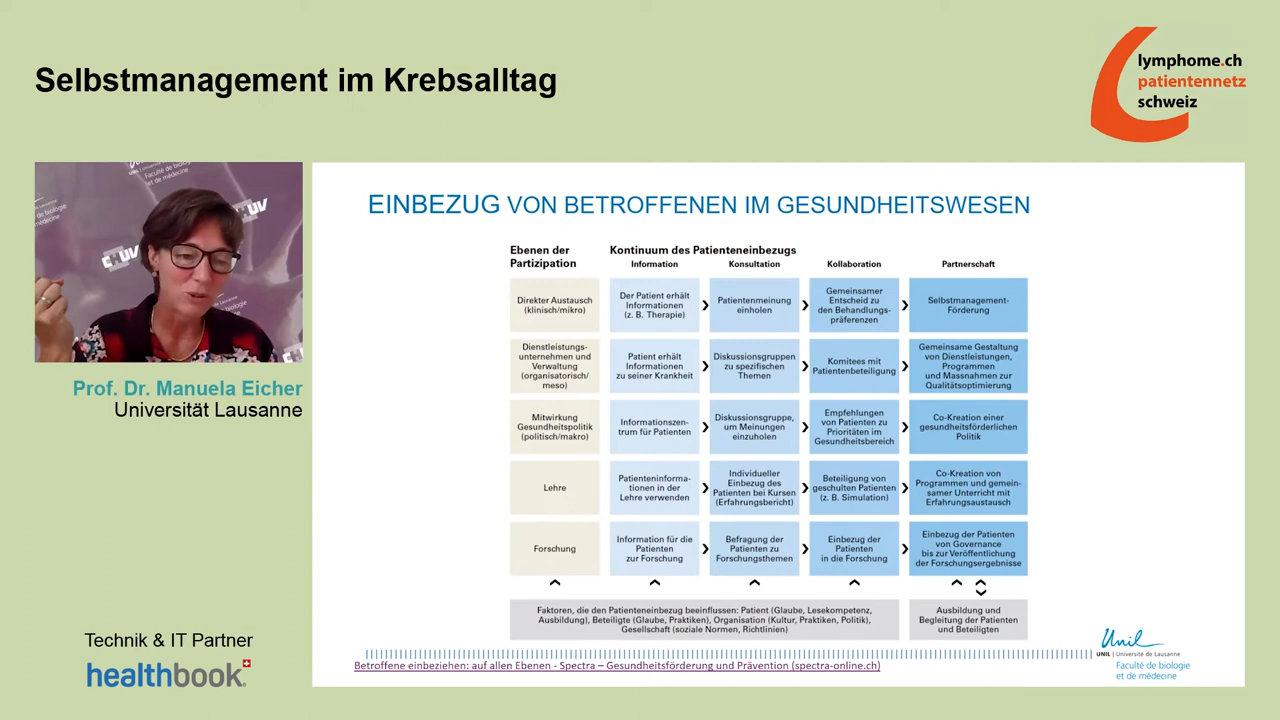 Selbstmanagement im Krebsalltag
lymphome.ch
patientennetz
schweiz
Faculté de biologie
et de médecine
CHUV
Prof. Dr. Manuela Eicher
Universität Lausanne
Technik & IT Partner
healthbook
EINBEZUG VON BETROFFENEN IM GESUNDHEITSWESEN
Ebenen der
Partizipation
Kontinuum des Patienteneinbezugs
Information
Konsultation
Kollaboration
Partnerschaft
Direkter Austausch
(klinisch/mikro)
Der Patient erhält
Informationen
(z. B. Therapie)
Patientenmeinung
einholen
Gemeinsamer
Entscheid zu
den Behandlungs-
präferenzen
Selbstmanagement-
Förderung
Dienstleistungs-
unternehmen und
Verwaltung
(organisatorisch/
meso)
Patient erhält
Informationen
zu seiner Krankheit
Diskussionsgruppen
zu spezifischen
Themen
Komitees mit
Patientenbeteiligung
Gemeinsame Gestaltung
von Dienstleistungen,
Programmen
und Massnahmen zur
Qualitätsoptimierung
Mitwirkung
Gesundheitspolitik
(politisch/makro)
Informationszen-
trum für Patienten
Diskussionsgruppe,
um Meinungen
einzuholen
Empfehlungen
von Patienten zu
Prioritäten im
Gesundheitsbereich
Co-Kreation einer
gesundheitsförderlichen
Politik
Lehre
Patienteninforma-
tionen in der
Lehre verwenden
Individueller
Einbezug des
Patienten bei Kursen
(Erfahrungsbericht)
Beteiligung von
geschulten Patienten
(z. B. Simulation)
Co-Kreation von
Programmen und gemein-
samer Unterricht mit
Erfahrungsaustausch
Forschung
Information für die
Patienten
zur Forschung
Befragung der
Patienten zu
Forschungsthemen
Einbezug der
Patienten
in die Forschung
Einbezug der Patienten
von Governance
bis zur Veröffentlichung
der Forschungsergebnisse
Faktoren, die den Patienteneinbezug beeinflussen: Patient (Glaube, Lesekompetenz,
Ausbildung), Beteiligte (Glaube, Praktiken), Organisation (Kultur, Praktiken, Politik),
Gesellschaft (soziale Normen, Richtlinien)
Ausbildung und
Begleitung der Patienten
und Beteiligten
Betroffene einbeziehen: auf allen Ebenen - Spectra – Gesundheitsförderung und Prävention (spectra-online.ch)
Unil
UNIL | Université de Lausanne
Faculté de biologie
et de médecine